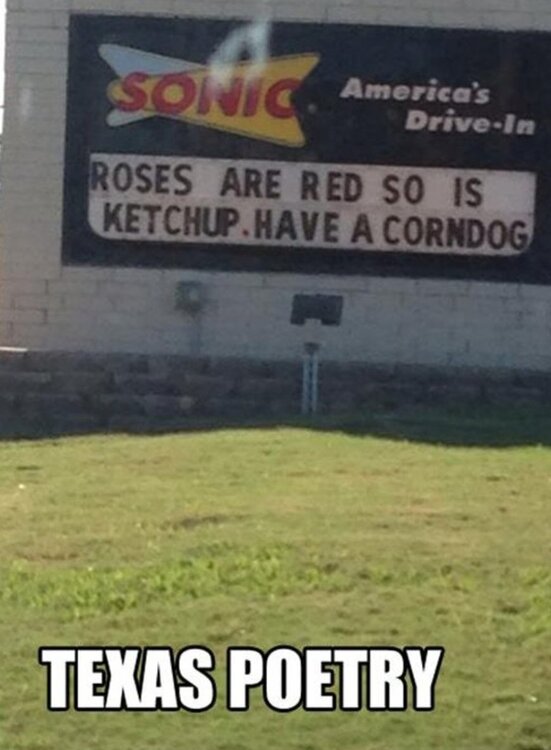 SONIC
America's
Drive-In
ROSES ARE RED SO IS
KETCHUP. HAVE A CORNDOG
TEXAS POETRY